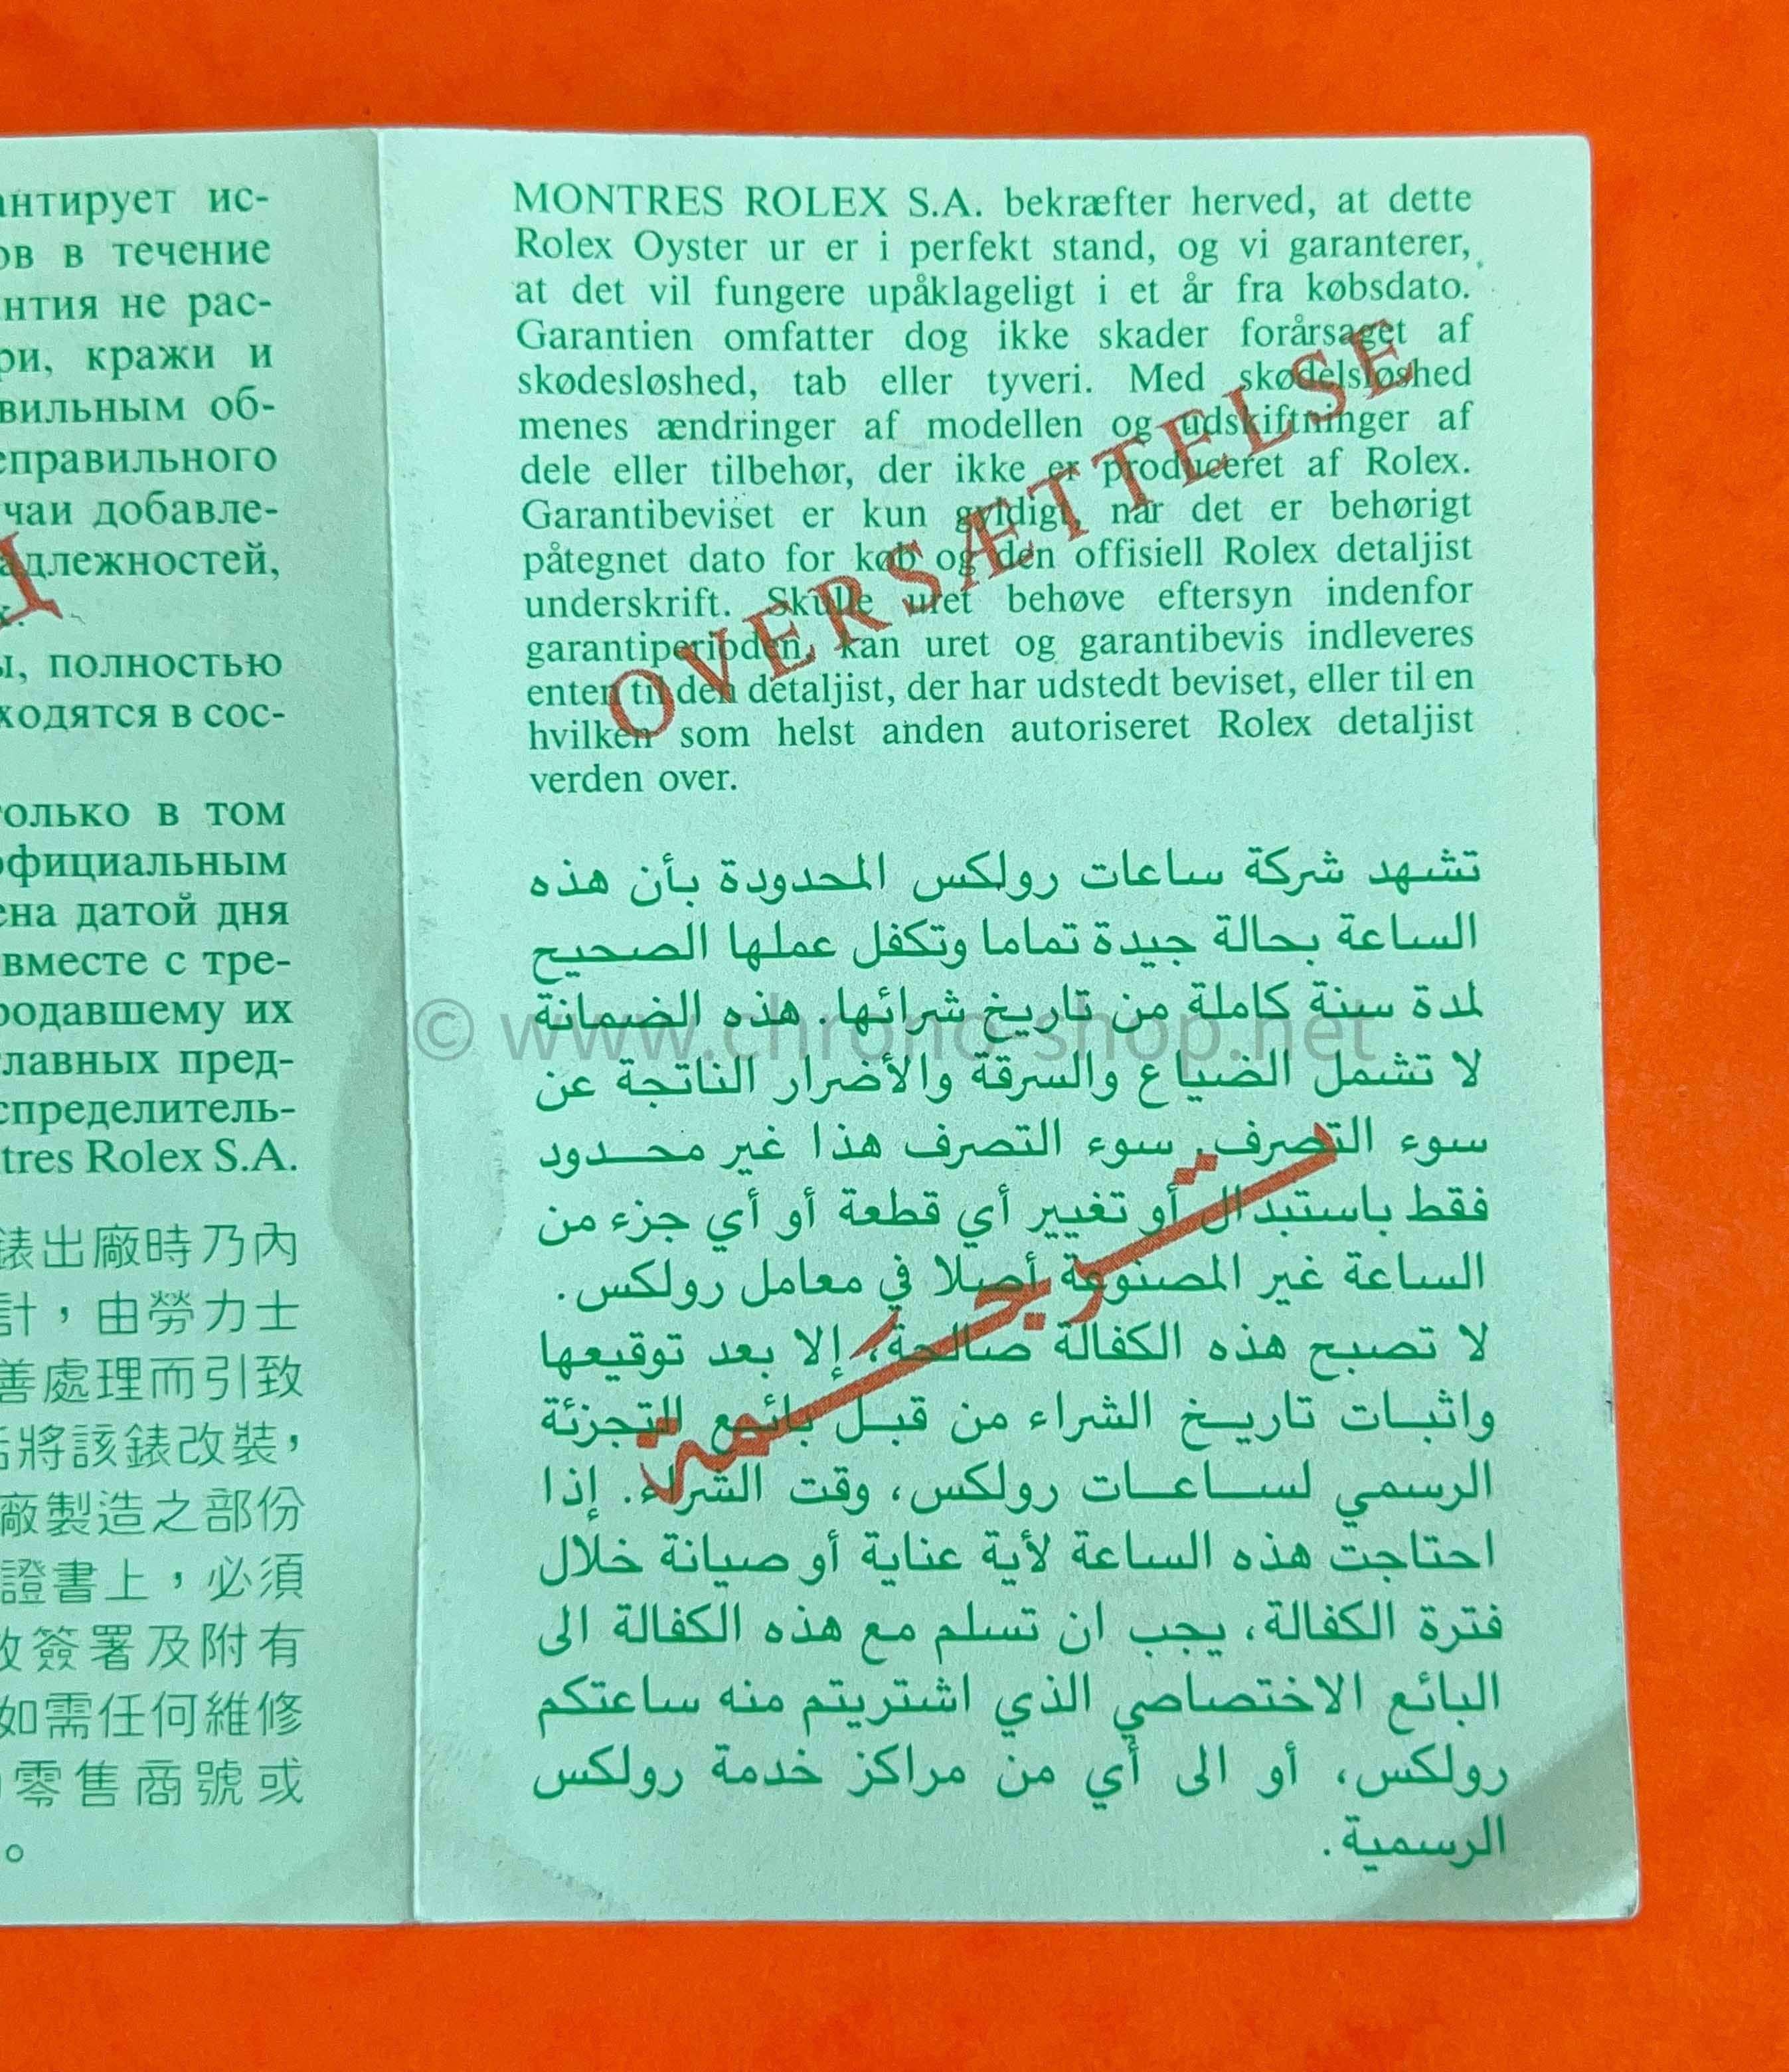 антирует ис-
ов в течение
нтия не рас-
ри, кражи и
вильным об-
еправильного
чаи добавле-
адлежностей,
х.
ы, полностью
ходятся в сос-
олько в том
официальным
ена датой дня
вместе с тре-
родавшему их
лавных пред-
спределитель-
tres Rolex S.A.
錶出廠時乃內
計，由勞力士
善處理而引致
將該錶改裝，
廠製造之部份
證書上，必須
簽署及附有
如需任何維修
零售商號或
。
MONTRES ROLEX S.A. bekræfter herved, at dette
Rolex Oyster ur er i perfekt stand, og vi garanterer,
at det vil fungere upåklageligt i et år fra købsdato.
Garantien omfatter dog ikke skader forårsaget af
skødesløshed, tab eller tyveri. Med skødelsløshed
menes ændringer af modellen og udskiftninger af
dele eller tilbehør, der ikke er produceret af Rolex.
Garantibeviset er kun gyldigt, når det er behørigt
påtegnet dato for køb og den offisiell Rolex detaljist
underskrift. Skulle uret behøve eftersyn indenfor
garantiperioden, kan uret og garantibevis indleveres
enten til den detaljist, der har udstedt beviset, eller til en
hvilken som helst anden autoriseret Rolex detaljist
verden over.
OVERSÆTTELSE
تشهد شركة ساعات رولكس المحدودة بأن هذه
الساعة بحالة جيدة تماما وتكفل عملها الصحيح
لمدة سنة كاملة من تاريخ شرائها. هذه الضمانة
لا تشمل الضياع والسرقة والأضرار الناتجة عن
سوء التصرف. سوء التصرف هذا غير محدود
فقط باستبدال أو تغيير أي قطعة أو أي جزء من
الساعة غير المصنوعة أصلا في معامل رولكس.
لا تصبح هذه الكفالة صالحة، إلا بعد توقيعها
واثبات تاريخ الشراء من قبل بائع التجزئة
الرسمي لساعات رولكس، وقت الشراء. إذا
احتاجت هذه الساعة لأية عناية أو صيانة خلال
فترة الكفالة، يجب ان تسلم مع هذه الكفالة الى
البائع الاختصاصي الذي اشتريتم منه ساعتكم
رولكس، أو الى أي من مراكز خدمة رولكس
الرسمية.
© www.chrono-shop.net